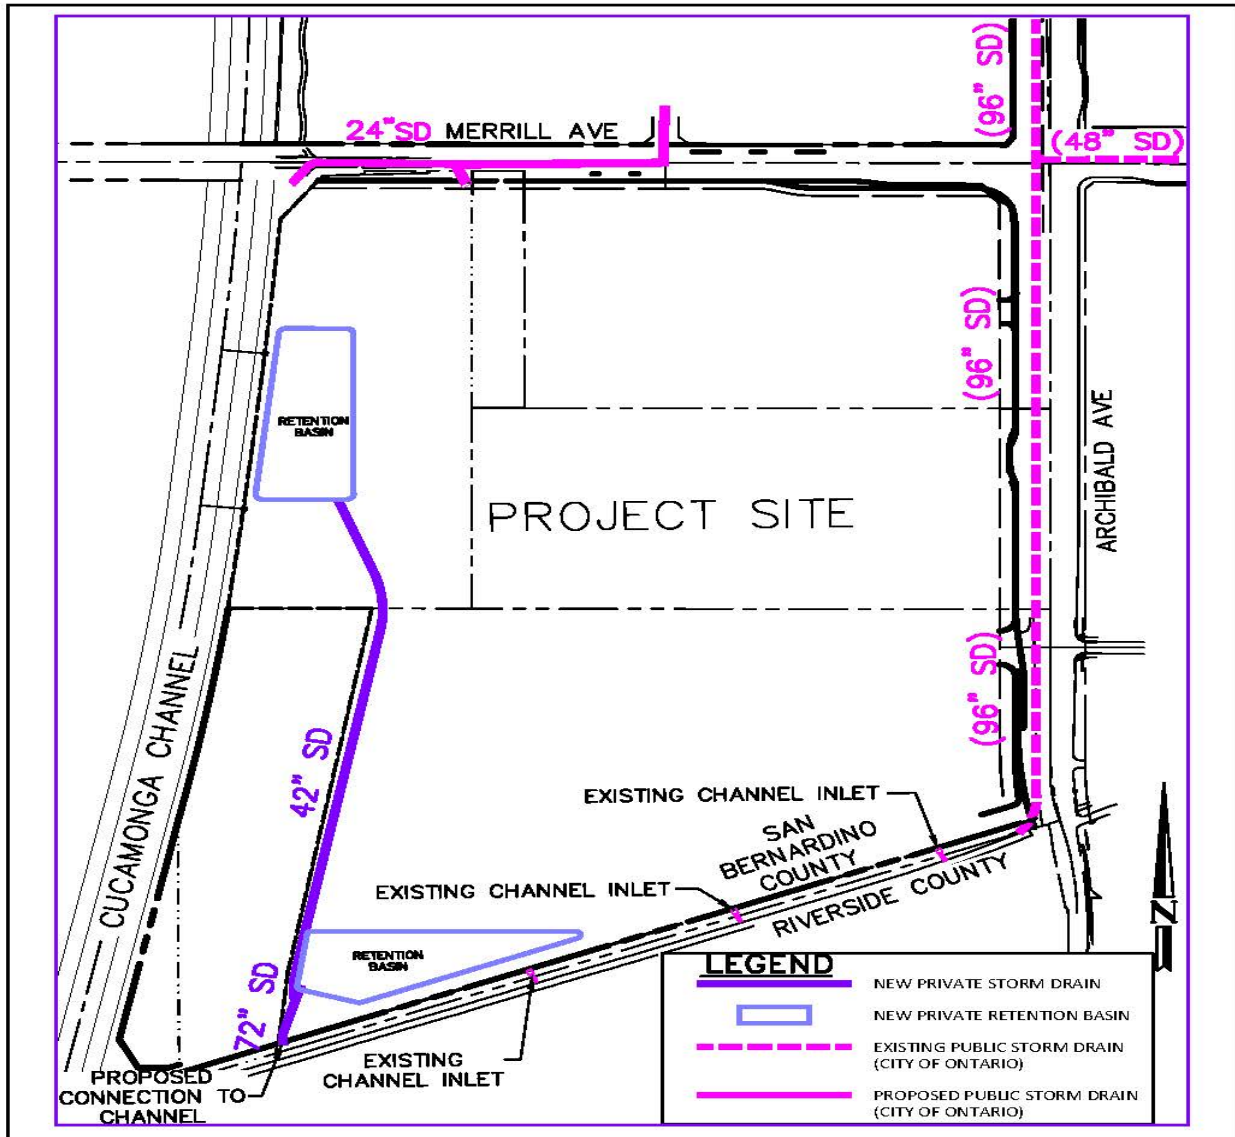 (96" SD)
24"SD MERRILL AVE
(48" SD)
(96" SD)
RETENTION
BASIN
ARCHIBALD AVE
PROJECT SITE
(96" SD)
CUCAMONGA CHANNEL
42" SD
EXISTING CHANNEL INLET
SAN
BERNARDINO
COUNTY
EXISTING CHANNEL INLET
RIVERSIDE COUNTY
N
RETENTION
BASIN
72" SD
EXISTING
CHANNEL INLET
PROPOSED
CONNECTION TO
CHANNEL
LEGEND
NEW PRIVATE STORM DRAIN
NEW PRIVATE RETENTION BASIN
EXISTING PUBLIC STORM DRAIN
(CITY OF ONTARIO)
PROPOSED PUBLIC STORM DRAIN
(CITY OF ONTARIO)